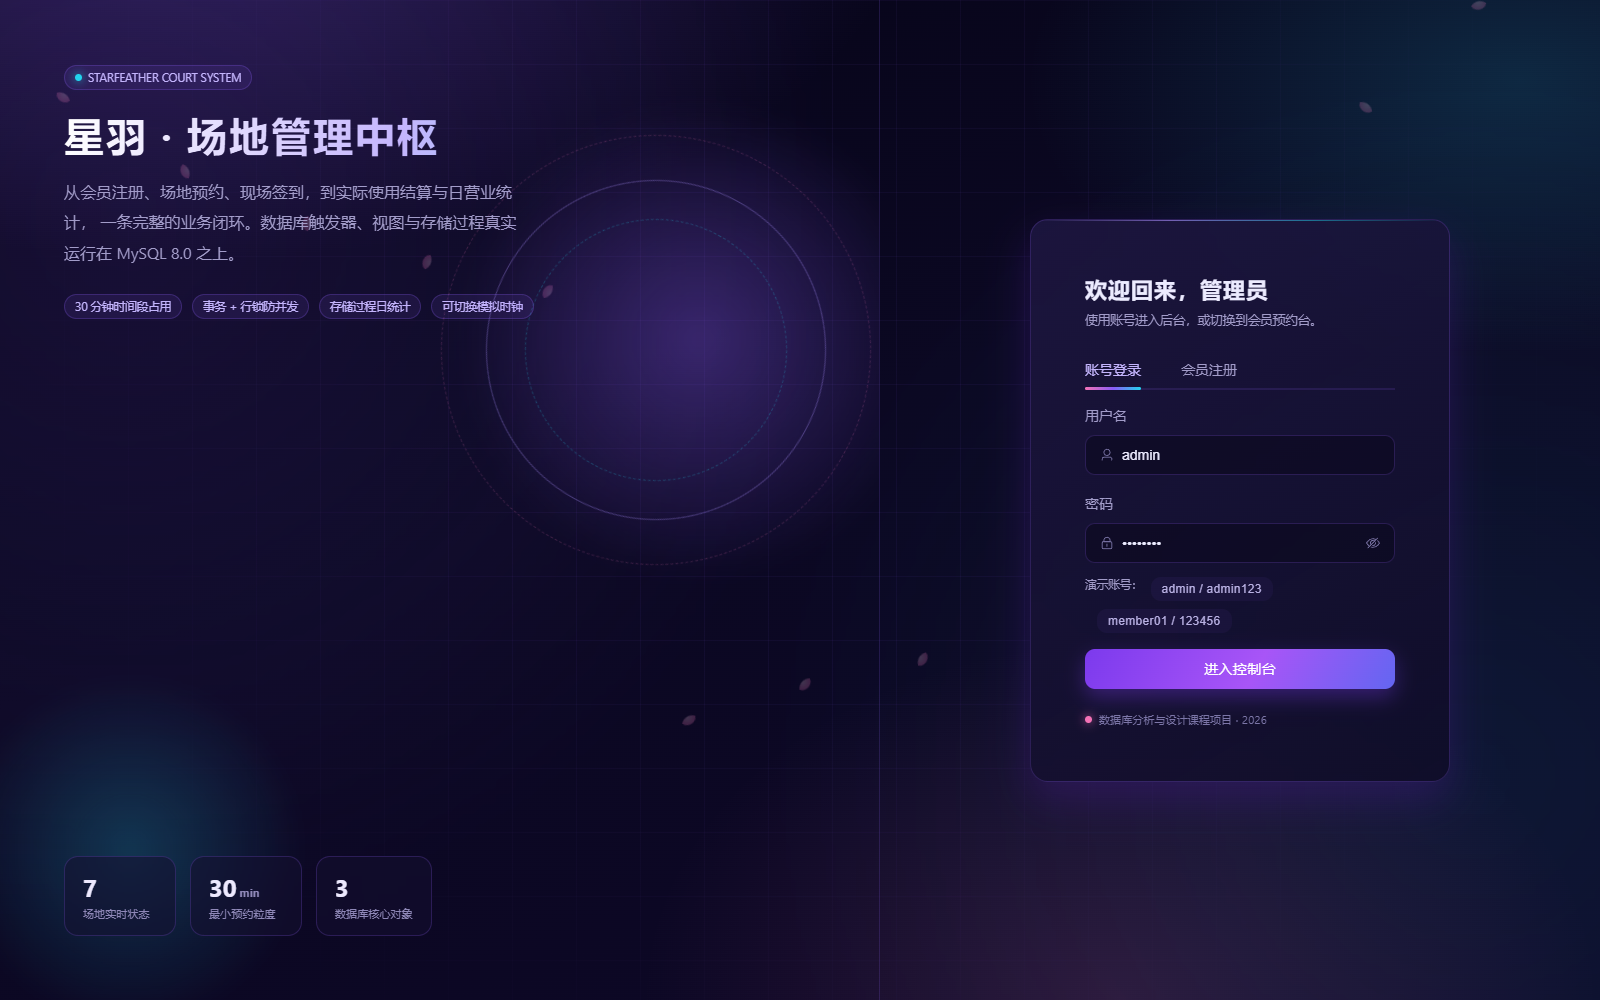 STARFEATHER COURT SYSTEM
星羽 · 场地管理中枢
从会员注册、场地预约、现场签到，到实际使用结算与日营业统
计， 一条完整的业务闭环。数据库触发器、视图与存储过程真实
运行在 MySQL 8.0 之上。
30 分钟时间段占用
事务 + 行锁防并发
存储过程日统计
可切换模拟时钟
7
场地实时状态
30 min
最小预约粒度
3
数据库核心对象
欢迎回来，管理员
使用账号进入后台，或切换到会员预约台。
账号登录
会员注册
用户名
admin
密码
••••••••
演示账号：
admin / admin123
member01 / 123456
进入控制台
数据库分析与设计课程项目 · 2026